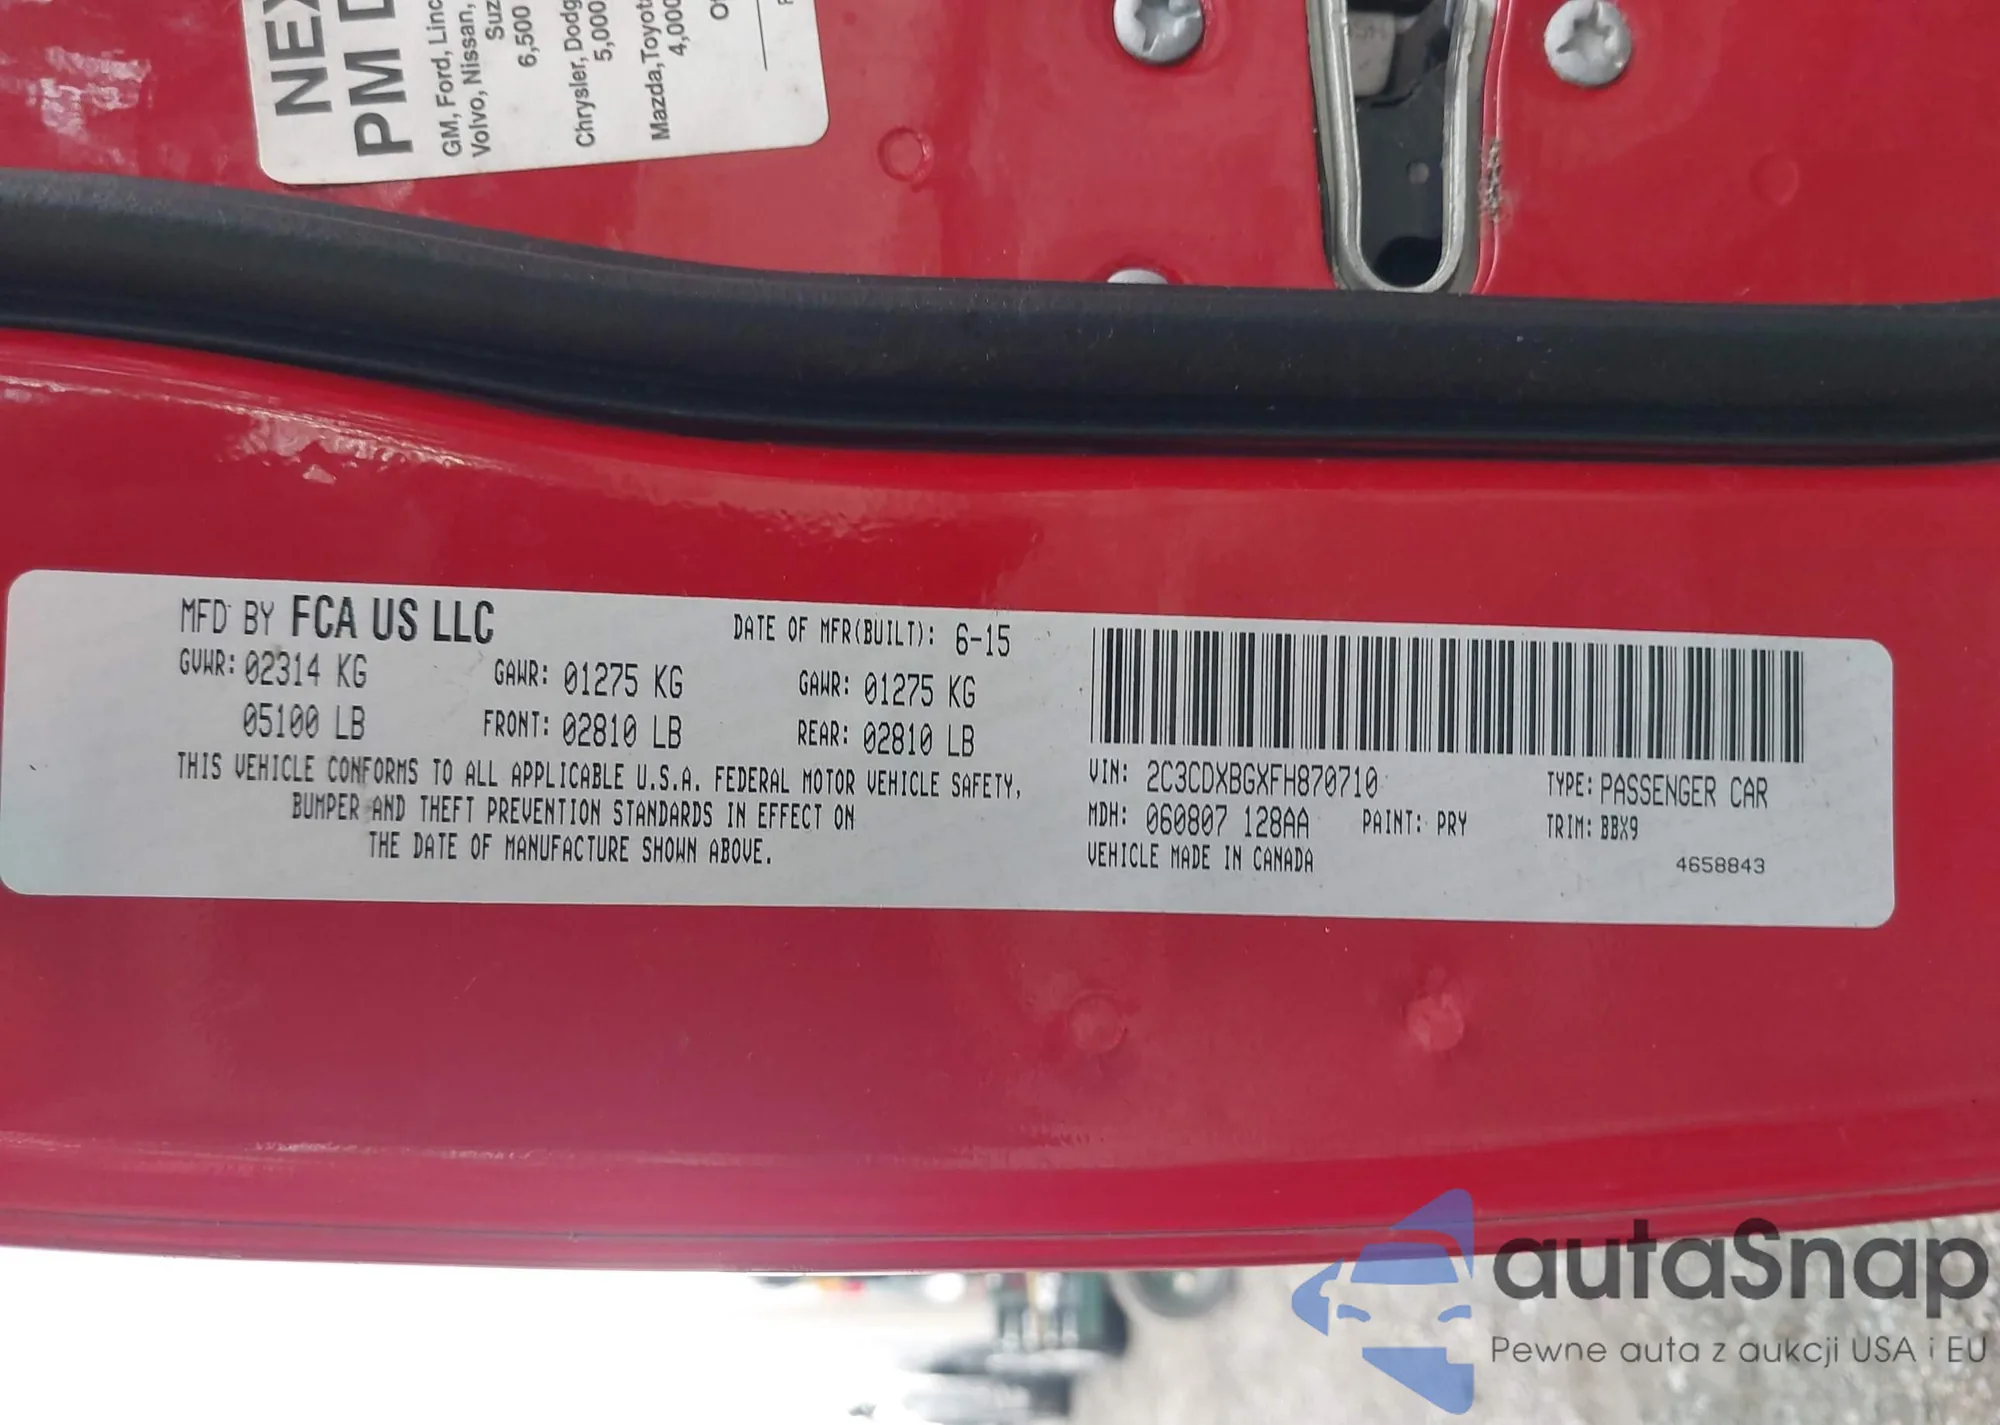 NEX
PM D
GM, Ford, Linc
Volvo, Nissan,
Suz
6,500
Chrysler, Dodg
5,000
Mazda, Toyota
4,000
MFD BY FCA US LLC
DATE OF MFR(BUILT): 6-15
GVWR: 02314 KG GAWR: 01275 KG GAWR: 01275 KG
05100 LB FRONT: 02810 LB REAR: 02810 LB
THIS VEHICLE CONFORMS TO ALL APPLICABLE U.S.A. FEDERAL MOTOR VEHICLE SAFETY,
BUMPER AND THEFT PREVENTION STANDARDS IN EFFECT ON
THE DATE OF MANUFACTURE SHOWN ABOVE.
VIN: 2C3CDXBGXFH870710 TYPE: PASSENGER CAR
MDH: 060807 128AA PAINT: PRY TRIM: BBX9
VEHICLE MADE IN CANADA 4658843
autaSnap
Pewne auta z aukcji USA i EU